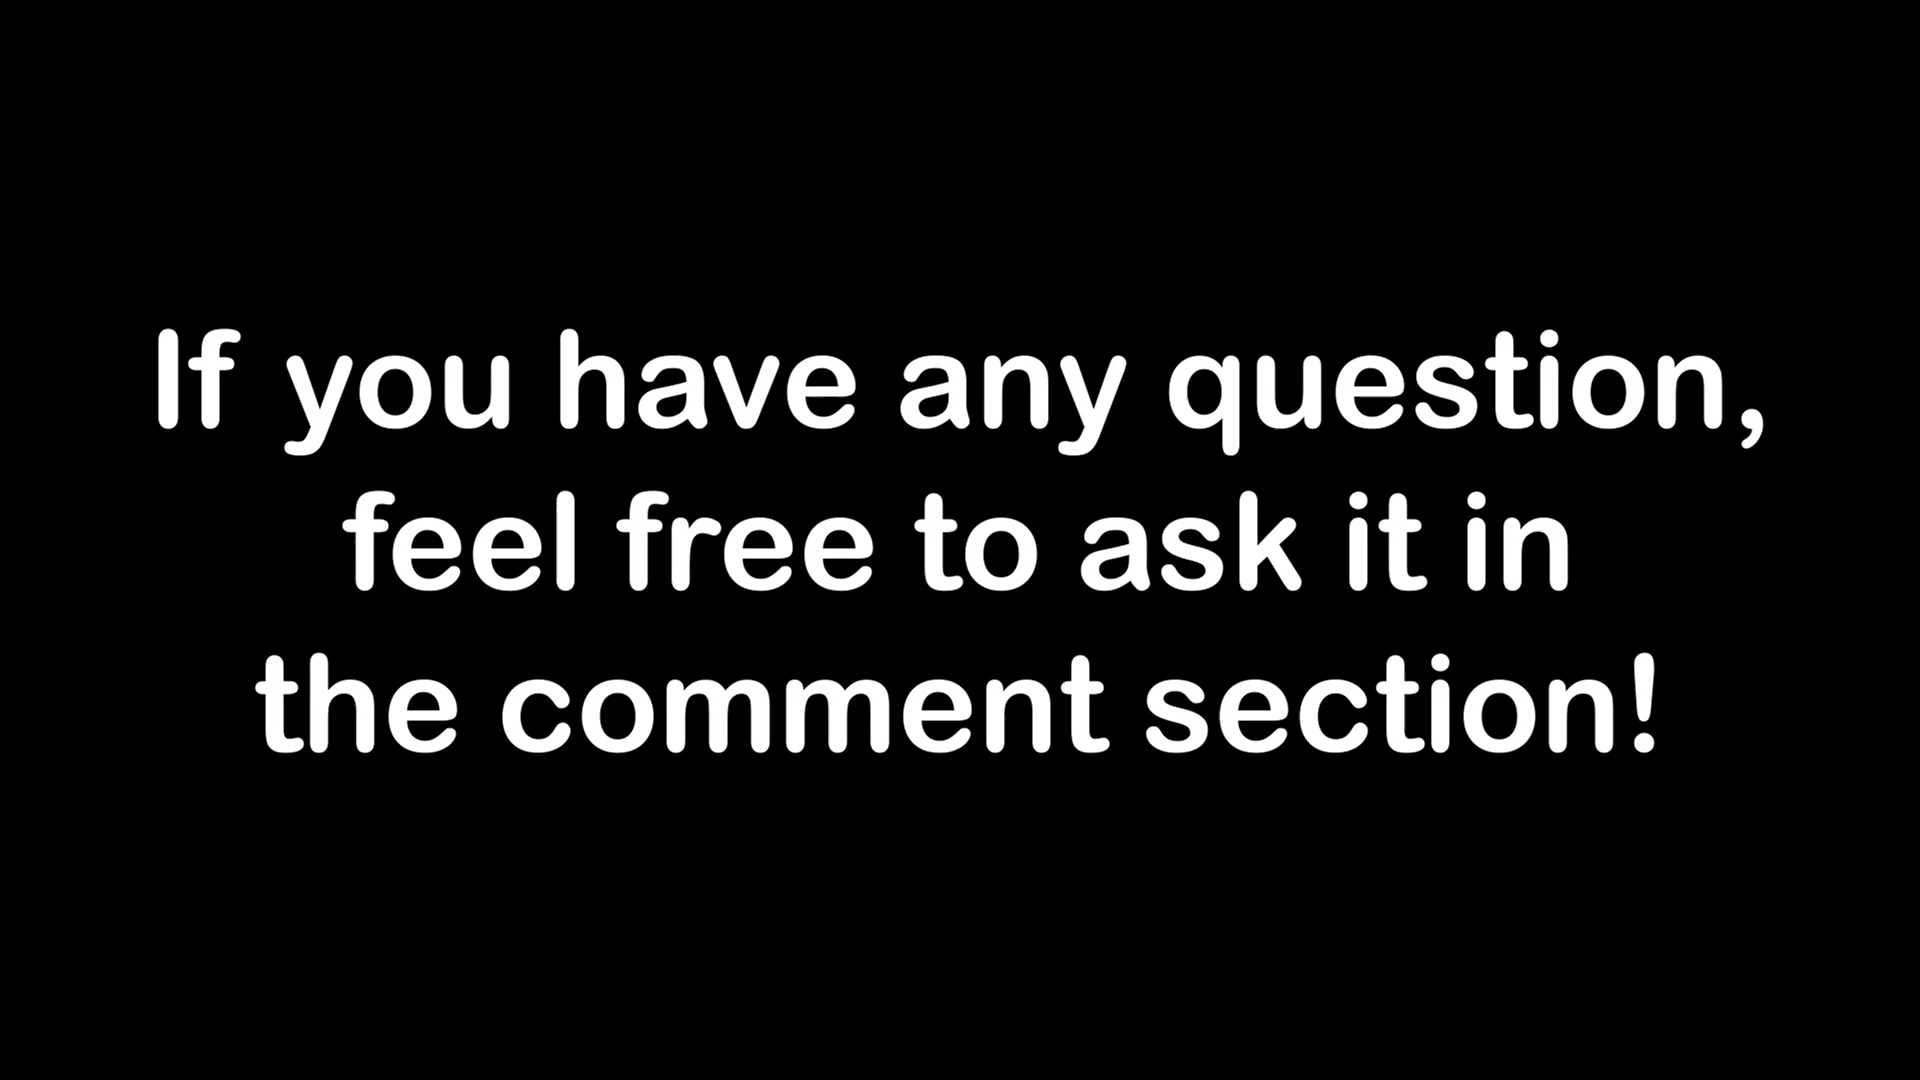 If you have any question,
feel free to ask it in
the comment section!